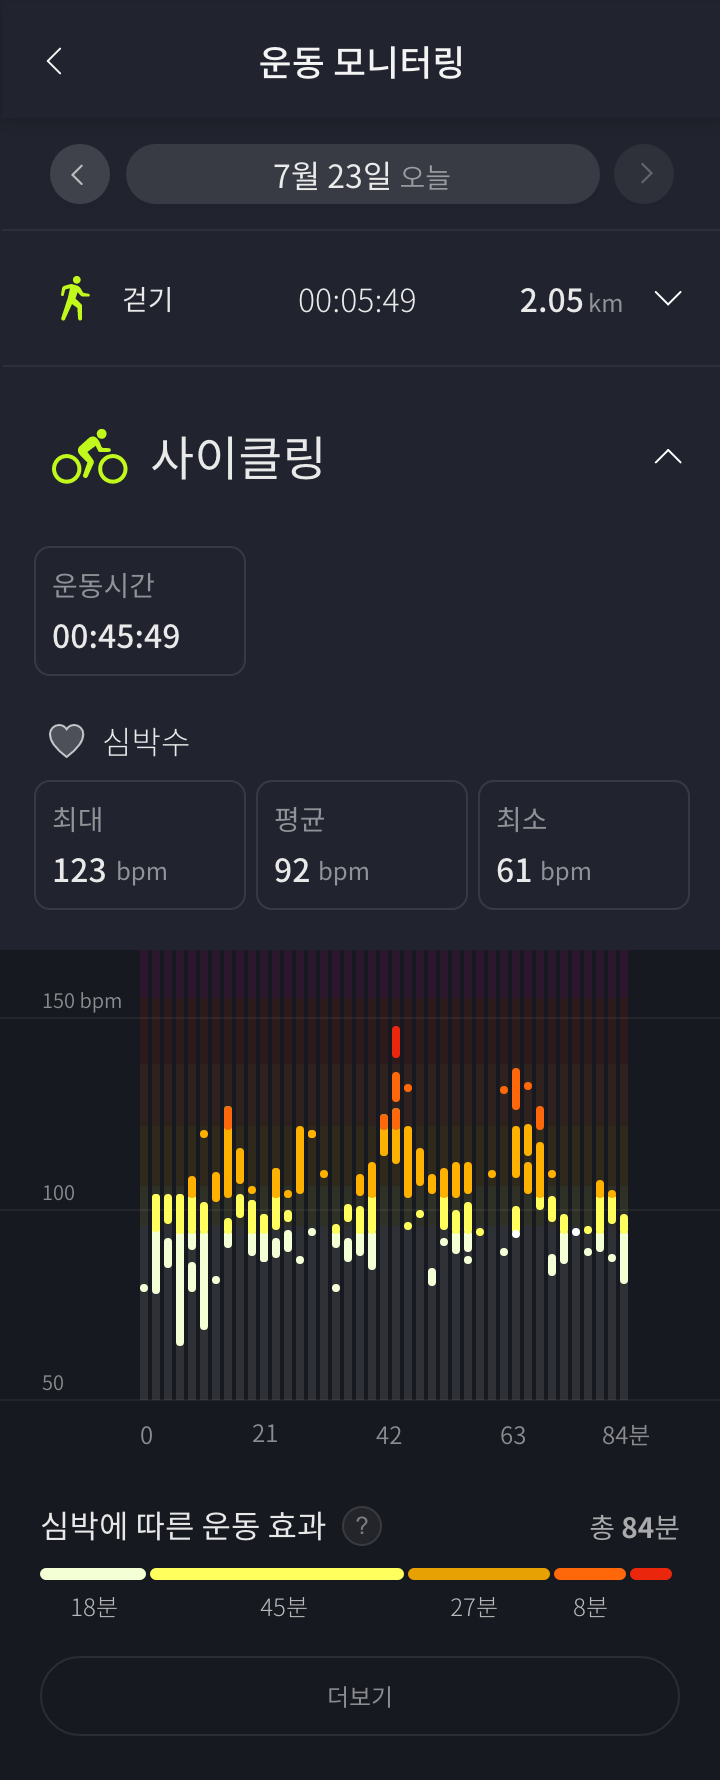 운동 모니터링
7월 23일 오늘
걷기 00:05:49 2.05 km
사이클링
운동시간
00:45:49
심박수
최대 평균 최소
123 bpm 92 bpm 61 bpm
150 bpm
100
50
0 21 42 63 84분
심박에 따른 운동 효과 ? 총 84분
18분 45분 27분 8분
더보기